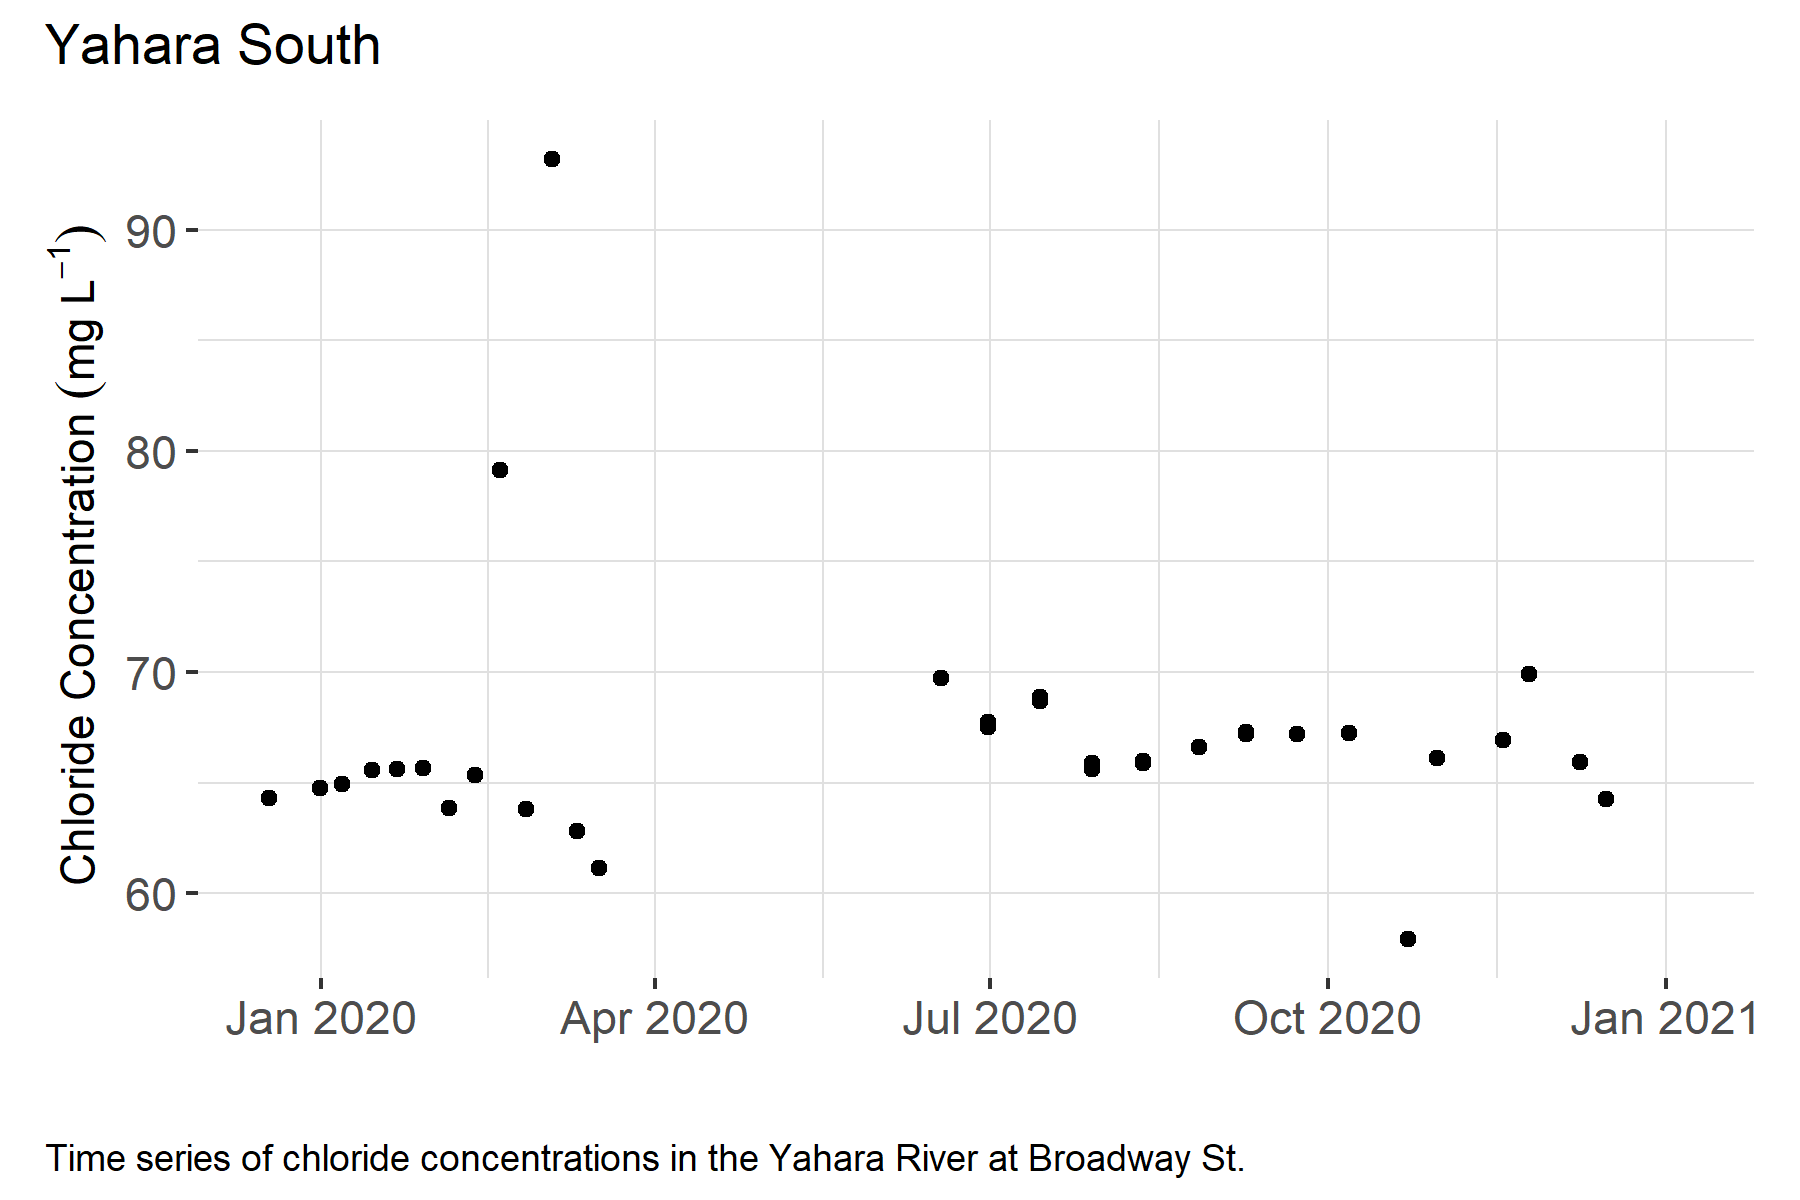 Yahara South
Chloride Concentration (mg L⁻¹)
90
80
70
60
Jan 2020 Apr 2020 Jul 2020 Oct 2020 Jan 2021
Time series of chloride concentrations in the Yahara River at Broadway St.